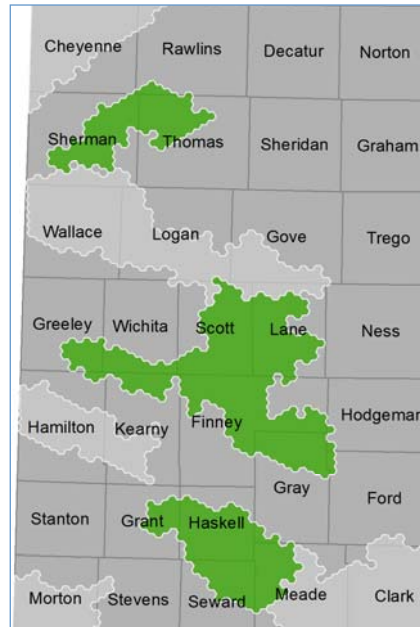 Cheyenne Rawlins Decatur Norton
Sherman Thomas Sheridan Graham
Wallace Logan Gove Trego
Greeley Wichita Scott Lane Ness
Hamilton Kearny Finney Hodgeman
Gray Ford
Stanton Grant Haskell
Morton Stevens Seward Meade Clark